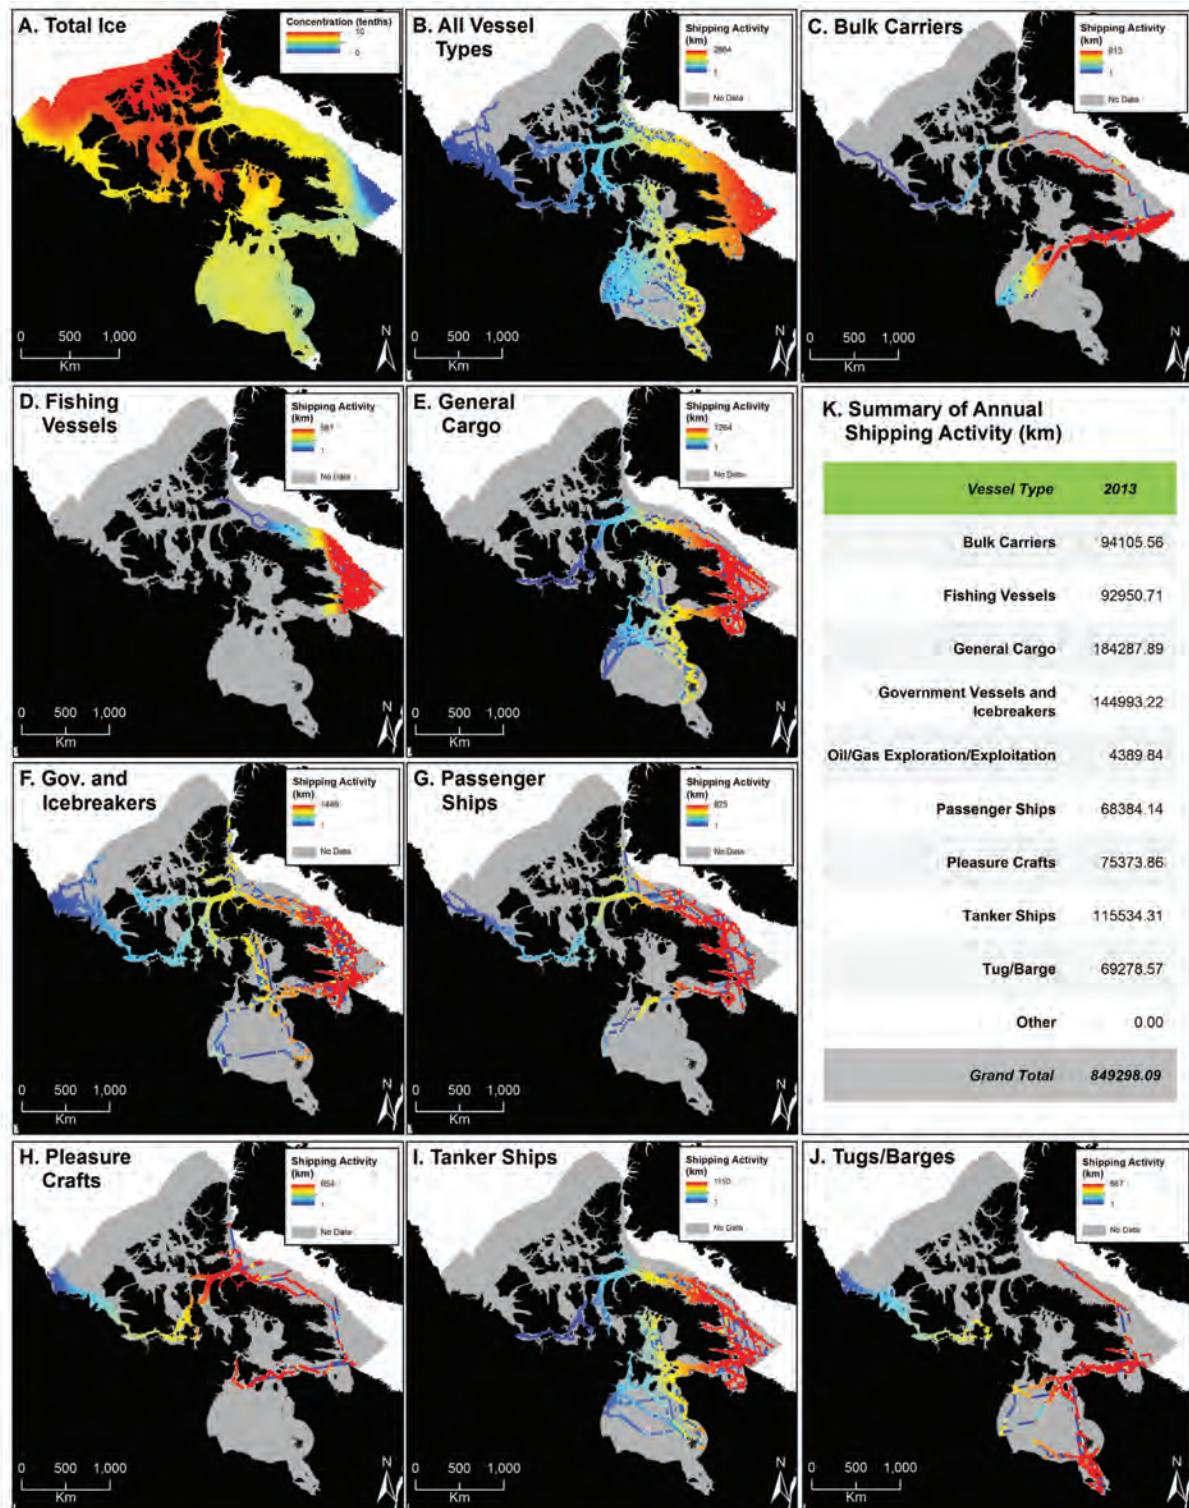 A. Total Ice
Concentration (tenths)
10
0
0 500 1,000
Km
N
B. All Vessel
Types
Shipping Activity
(km)
1
No Data
0 500 1,000
Km
N
C. Bulk Carriers
Shipping Activity
(km)
1
No Data
0 500 1,000
Km
N
D. Fishing
Vessels
Shipping Activity
(km)
1
No Data
0 500 1,000
Km
N
E. General
Cargo
Shipping Activity
(km)
1
No Data
0 500 1,000
Km
N
K. Summary of Annual
Shipping Activity (km)
Vessel Type 2013
Bulk Carriers 94105.56
Fishing Vessels 92950.71
General Cargo 184287.89
Government Vessels and
Icebreakers 144993.22
Oil/Gas Exploration/Exploitation 4389.84
Passenger Ships 68384.14
Pleasure Crafts 75373.86
Tanker Ships 115534.31
Tug/Barge 69278.57
Other 0.00
Grand Total 849298.09
F. Gov. and
Icebreakers
Shipping Activity
(km)
1
No Data
0 500 1,000
Km
N
G. Passenger
Ships
Shipping Activity
(km)
1
No Data
0 500 1,000
Km
N
H. Pleasure
Crafts
Shipping Activity
(km)
1
No Data
0 500 1,000
Km
N
I. Tanker Ships
Shipping Activity
(km)
1
No Data
0 500 1,000
Km
N
J. Tugs/Barges
Shipping Activity
(km)
1
No Data
0 500 1,000
Km
N